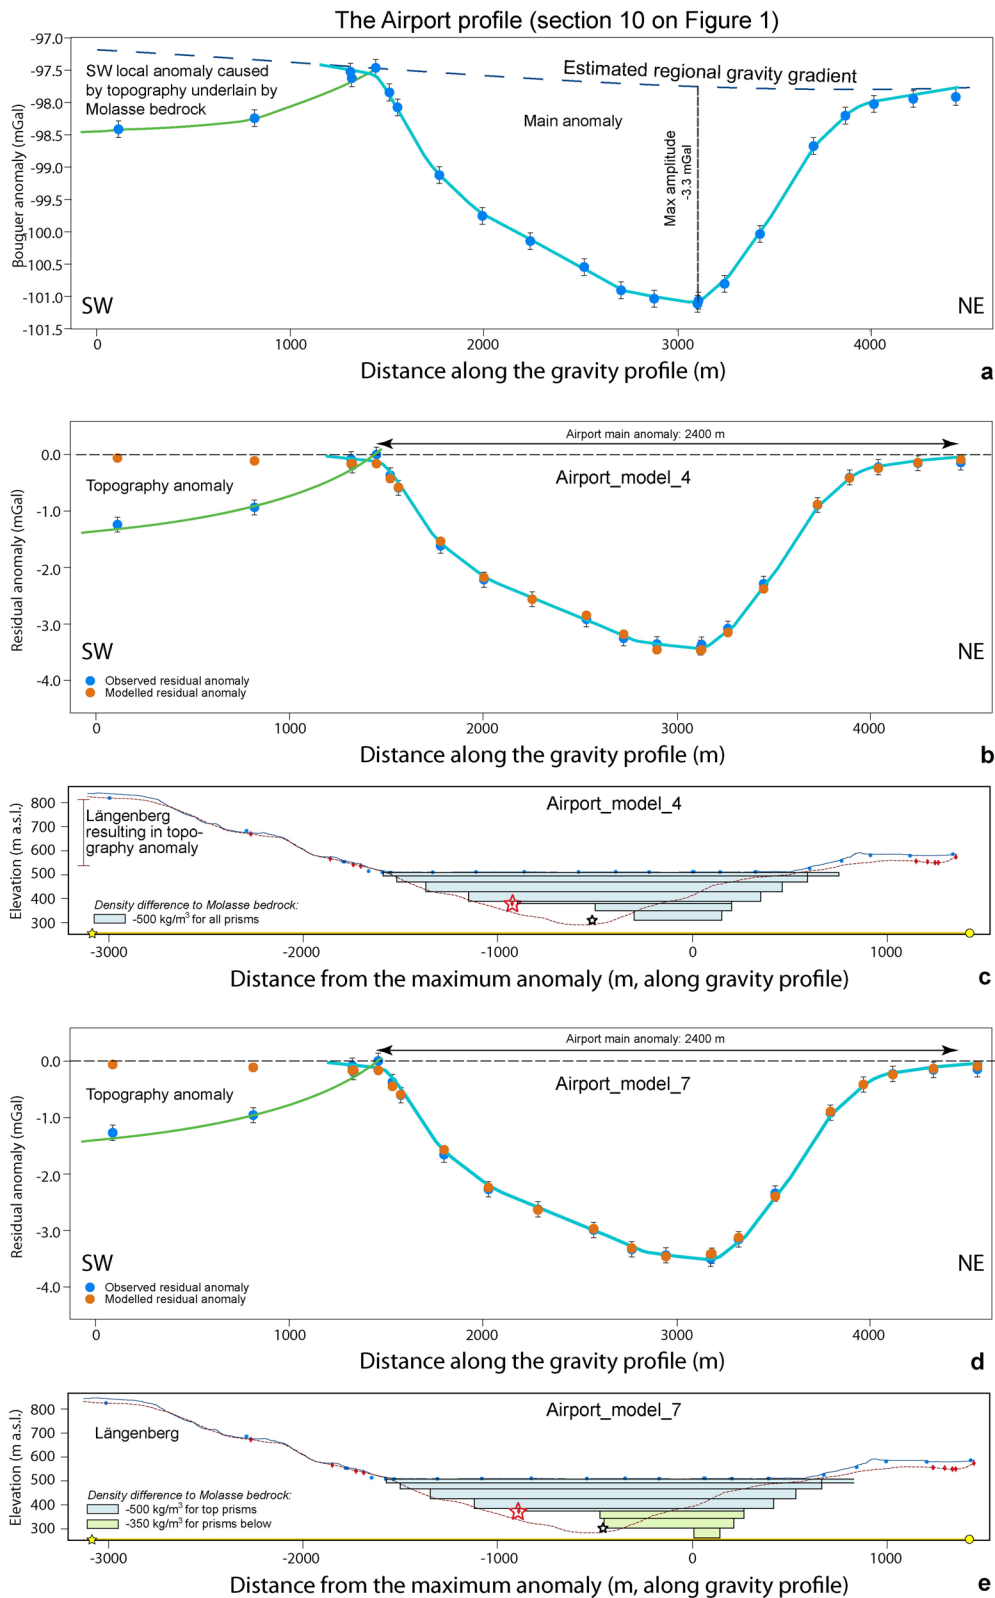 The Airport profile (section 10 on Figure 1)
-97.0
-97.5
-98.0
-98.5
-99.0
-99.5
100.0
100.5
-101.0
-101.5
Bouguer anomaly (mGal)
SW local anomaly caused
by topography underlain by
Molasse bedrock
Estimated regional gravity gradient
Main anomaly
Max amplitude
-3.3 mGal
SW
NE
0
1000
2000
3000
4000
Distance along the gravity profile (m)
a
0.0
-1.0
-2.0
-3.0
-4.0
Residual anomaly (mGal)
Airport main anomaly: 2400 m
Topography anomaly
Airport_model_4
SW
NE
Observed residual anomaly
Modelled residual anomaly
0
1000
2000
3000
4000
Distance along the gravity profile (m)
b
800
700
600
500
400
300
Elevation (m a.s.l.)
Airport_model_4
Längenberg
resulting in topo-
graphy anomaly
Density difference to Molasse bedrock:
-500 kg/m³ for all prisms
-3000
-2000
-1000
0
1000
Distance from the maximum anomaly (m, along gravity profile)
c
0.0
-1.0
-2.0
-3.0
-4.0
Residual anomaly (mGal)
Airport main anomaly: 2400 m
Topography anomaly
Airport_model_7
SW
NE
Observed residual anomaly
Modelled residual anomaly
0
1000
2000
3000
4000
Distance along the gravity profile (m)
d
800
700
600
500
400
300
Elevation (m a.s.l.)
Airport_model_7
Längenberg
Density difference to Molasse bedrock:
-500 kg/m³ for top prisms
-350 kg/m³ for prisms below
-3000
-2000
-1000
0
1000
Distance from the maximum anomaly (m, along gravity profile)
e